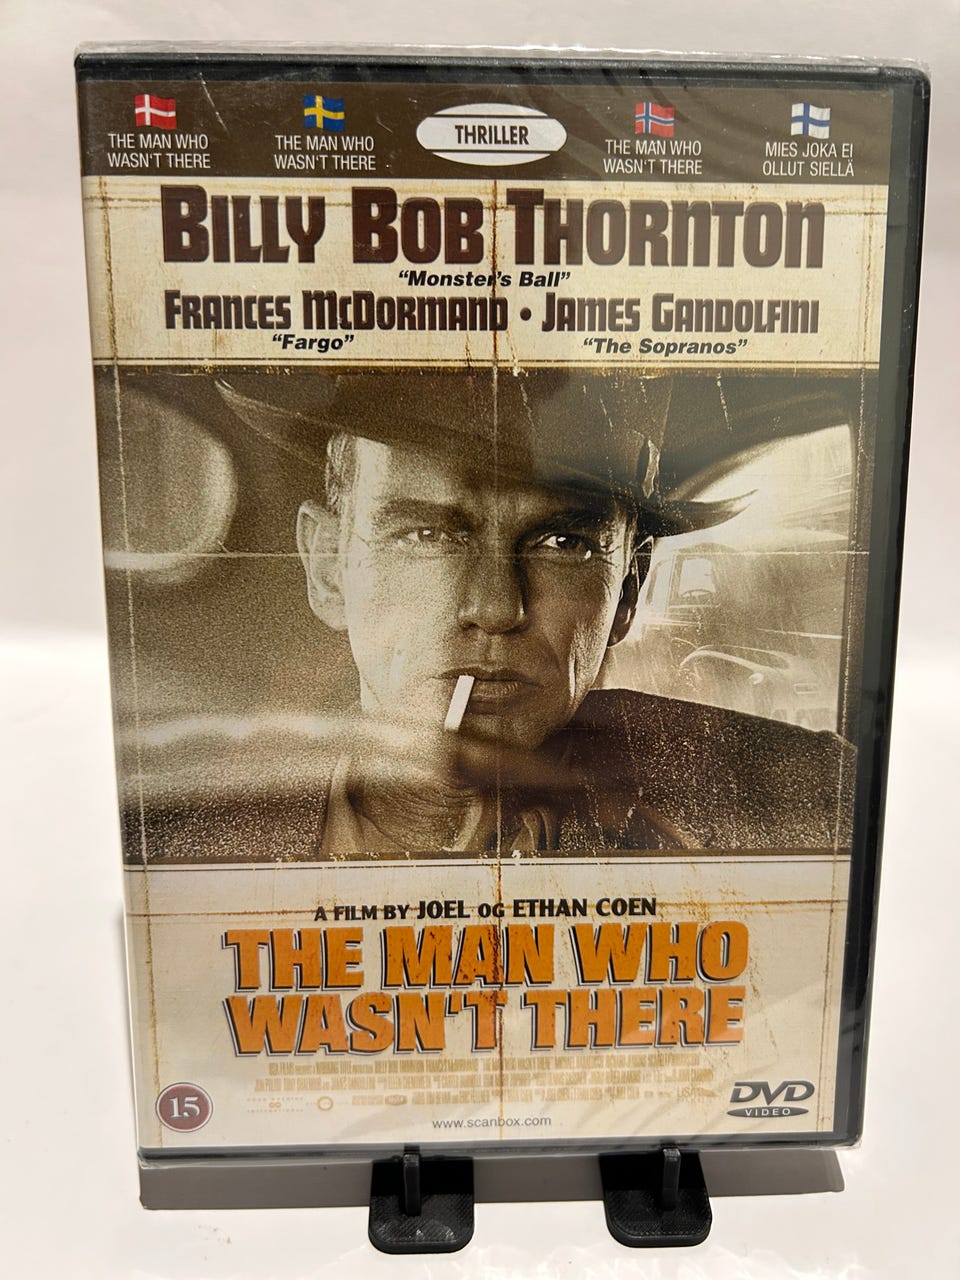 THE MAN WHO
WASN'T THERE
THE MAN WHO
WASN'T THERE
THRILLER
THE MAN WHO
WASN'T THERE
MIES JOKA EI
OLLUT SIELLÄ
BILLY BOB THORNTON
"Monster's Ball"
FRANCES McDORMAND • JAMES GANDOLFINI
"Fargo"
"The Sopranos"
A FILM BY JOEL OG ETHAN COEN
THE MAN WHO
WASN'T THERE
15
DVD
VIDEO
www.scanbox.com